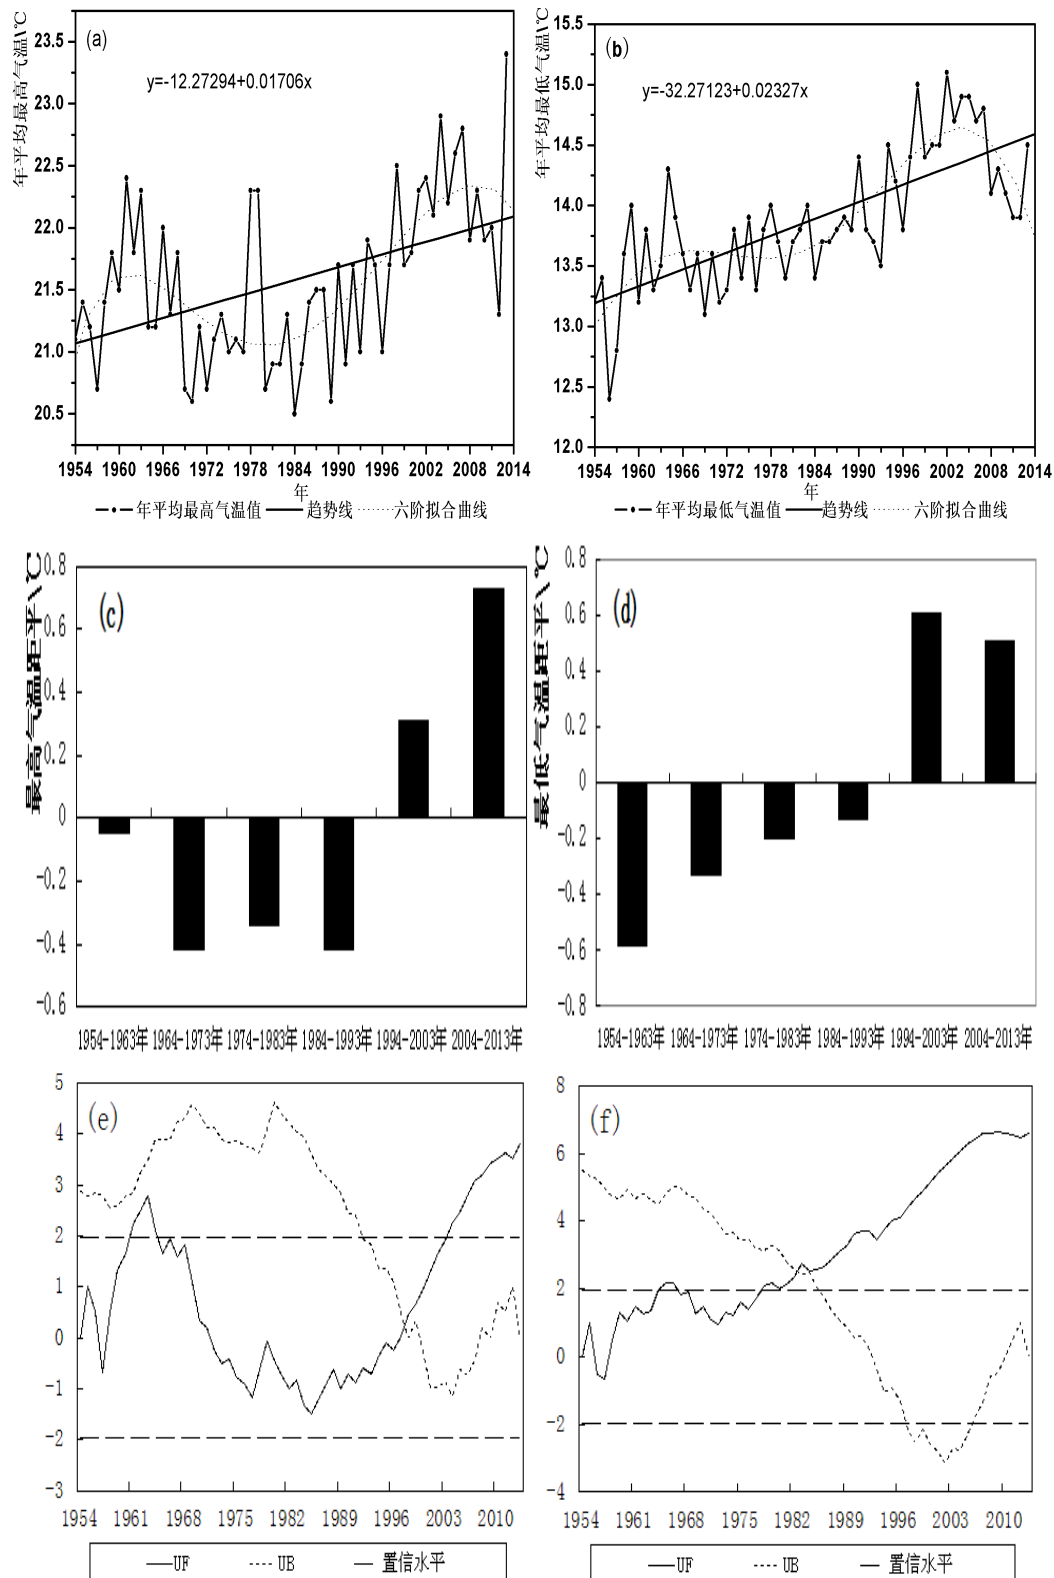 (a)
年平均最高气温\℃
y=-12.27294+0.01706x
23.5
23.0
22.5
22.0
21.5
21.0
20.5
1954 1960 1966 1972 1978 1984 1990 1996 2002 2008 2014
年
年平均最高气温值 趋势线 六阶拟合曲线
(b)
年平均最低气温\℃
y=-32.27123+0.02327x
15.5
15.0
14.5
14.0
13.5
13.0
12.5
12.0
1954 1960 1966 1972 1978 1984 1990 1996 2002 2008 2014
年
年平均最低气温值 趋势线 六阶拟合曲线
(c)
最高气温距平\℃
0.8
0.6
0.4
0.2
0
-0.2
-0.4
-0.6
1954-1963年 1964-1973年 1974-1983年 1984-1993年 1994-2003年 2004-2013年
(d)
最低气温距平\℃
0.8
0.6
0.4
0.2
0
-0.2
-0.4
-0.6
-0.8
1954-1963年 1964-1973年 1974-1983年 1984-1993年 1994-2003年 2004-2013年
(e)
5
4
3
2
1
0
-1
-2
-3
1954 1961 1968 1975 1982 1989 1996 2003 2010
UF UB 置信水平
(f)
8
6
4
2
0
-2
-4
1954 1961 1968 1975 1982 1989 1996 2003 2010
UF UB 置信水平